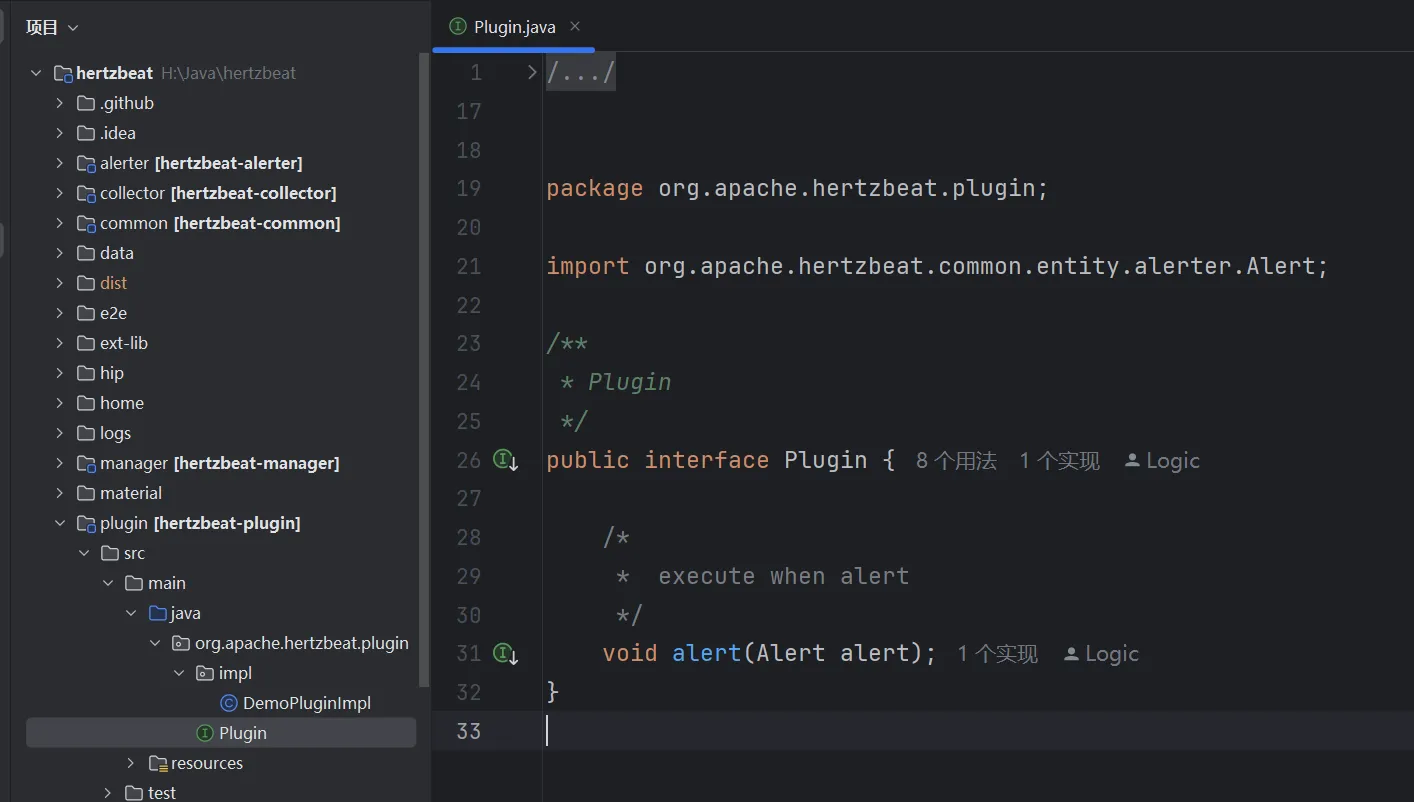 项目
hertzbeat H:\Java\hertzbeat
.github
.idea
alerter [hertzbeat-alerter]
collector [hertzbeat-collector]
common [hertzbeat-common]
data
dist
e2e
ext-lib
hip
home
logs
manager [hertzbeat-manager]
material
plugin [hertzbeat-plugin]
src
main
java
org.apache.hertzbeat.plugin
impl
DemoPluginImpl
Plugin
resources
test
Plugin.java
1 /.../
17
18
19 package org.apache.hertzbeat.plugin;
20
21 import org.apache.hertzbeat.common.entity.alerter.Alert;
22
23 /**
24 * Plugin
25 */
26 public interface Plugin { 8 个用法 1 个实现 Logic
27
28 /*
29 * execute when alert
30 */
31 void alert(Alert alert); 1 个实现 Logic
32 }
33